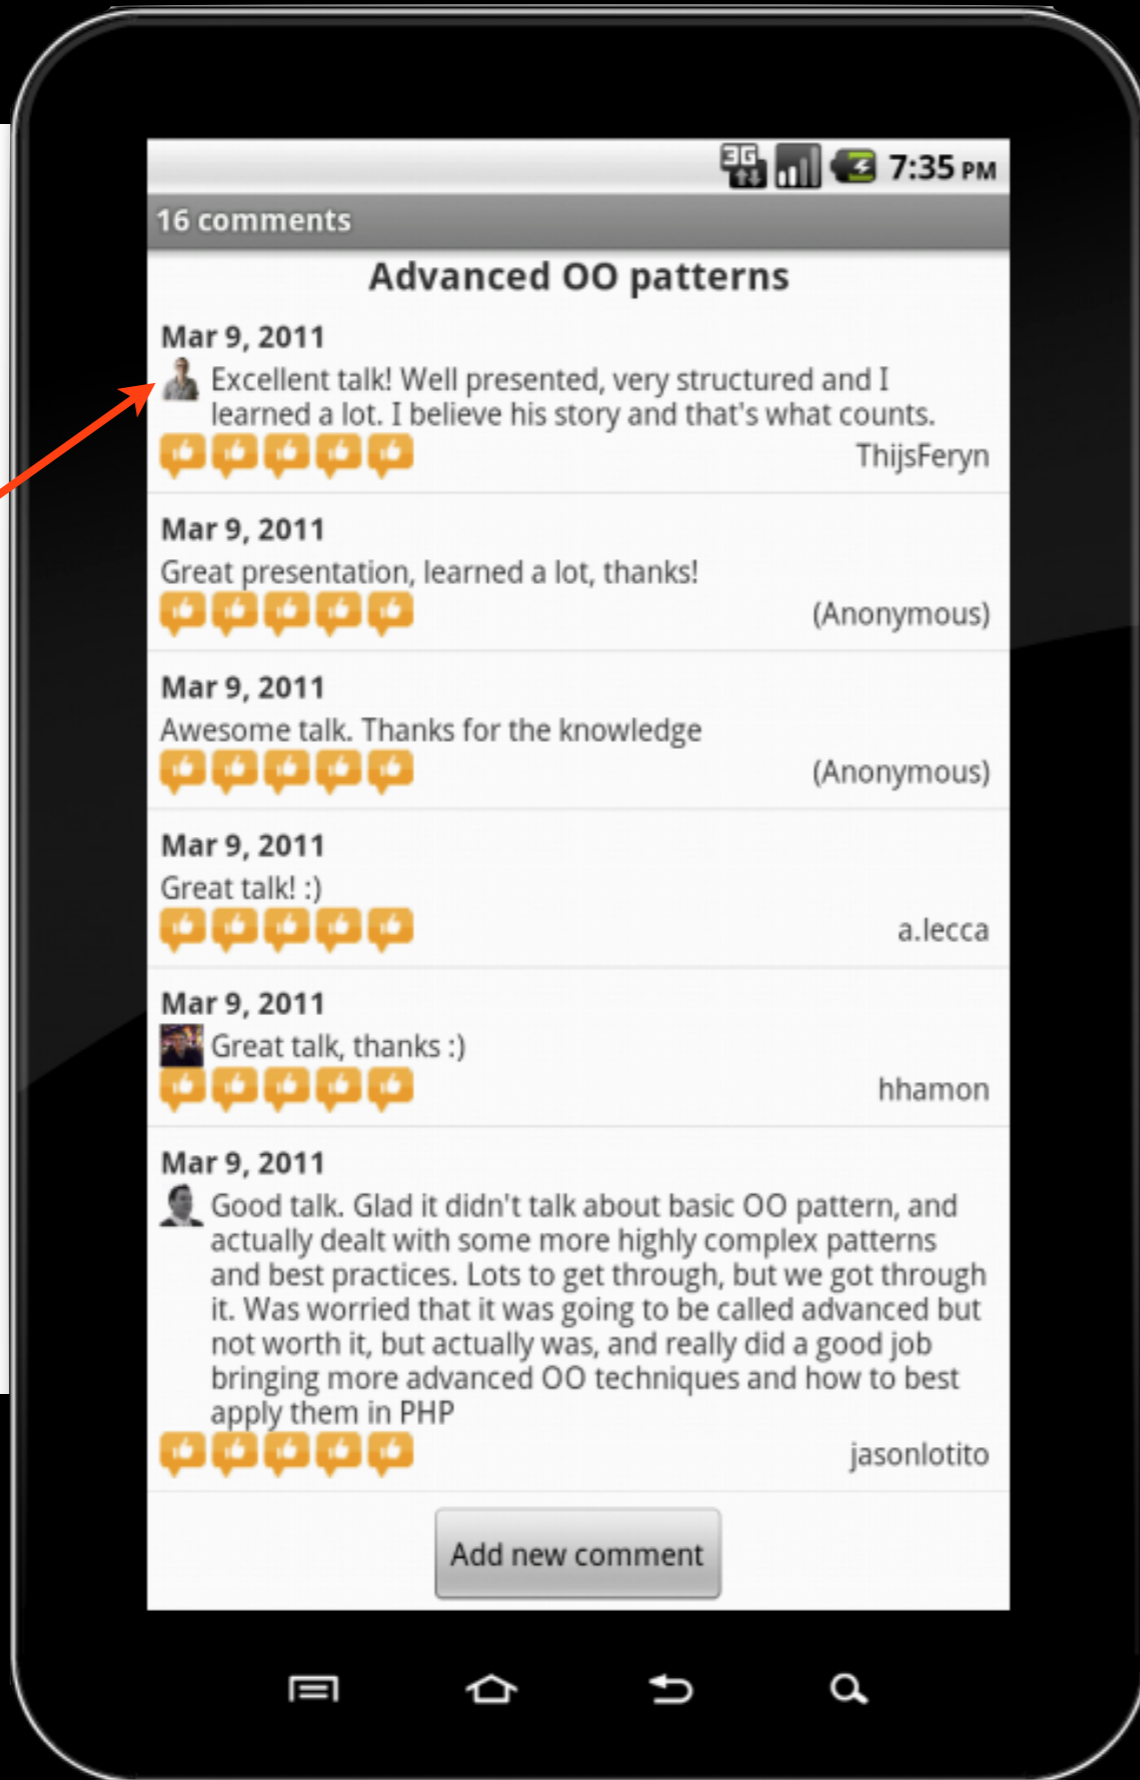 3G 7:35 PM
16 comments
Advanced OO patterns
Mar 9, 2011
Excellent talk! Well presented, very structured and I
learned a lot. I believe his story and that's what counts.
ThijsFeryn
Mar 9, 2011
Great presentation, learned a lot, thanks!
(Anonymous)
Mar 9, 2011
Awesome talk. Thanks for the knowledge
(Anonymous)
Mar 9, 2011
Great talk! :)
a.lecca
Mar 9, 2011
Great talk, thanks :)
hhamon
Mar 9, 2011
Good talk. Glad it didn't talk about basic OO pattern, and
actually dealt with some more highly complex patterns
and best practices. Lots to get through, but we got through
it. Was worried that it was going to be called advanced but
not worth it, but actually was, and really did a good job
bringing more advanced OO techniques and how to best
apply them in PHP
jasonlotito
Add new comment